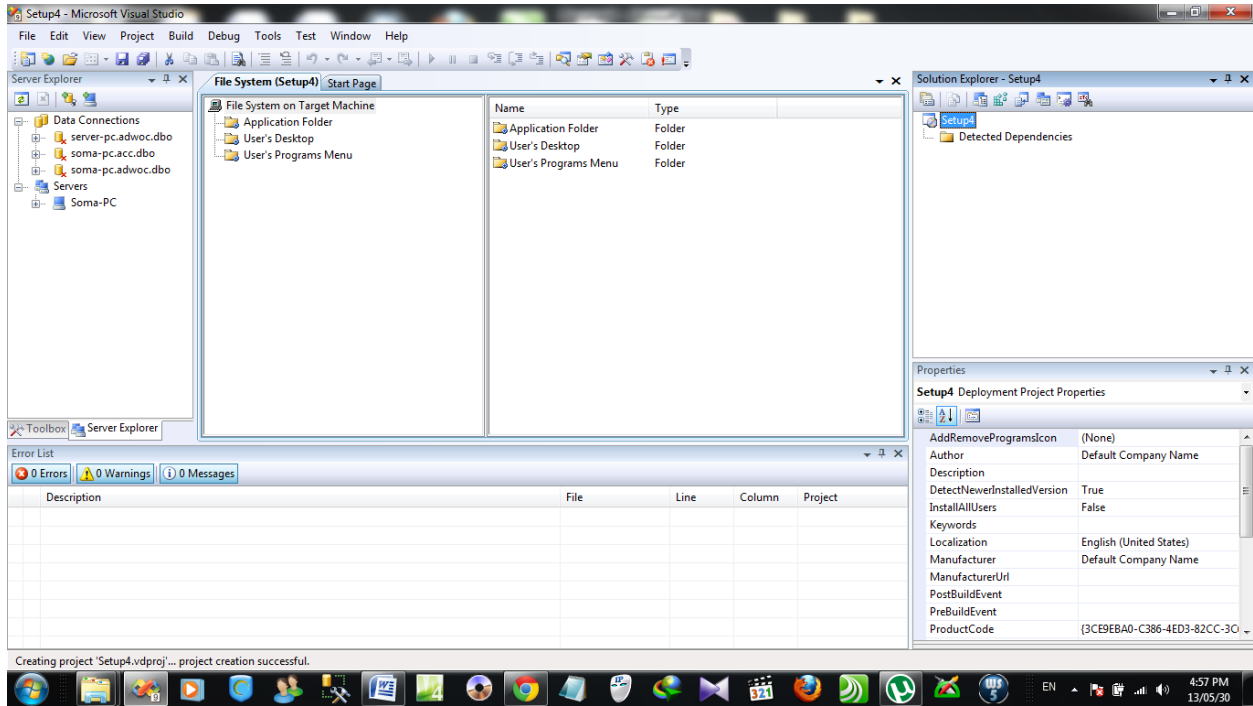 Setup4 - Microsoft Visual Studio
File Edit View Project Build Debug Tools Test Window Help
Server Explorer
Data Connections
server-pc.adwoc.dbo
soma-pc.acc.dbo
soma-pc.adwoc.dbo
Servers
Soma-PC
Toolbox Server Explorer
File System (Setup4) Start Page
File System on Target Machine
Application Folder
User's Desktop
User's Programs Menu
Name Type
Application Folder Folder
User's Desktop Folder
User's Programs Menu Folder
Solution Explorer - Setup4
Setup4
Detected Dependencies
Properties
Setup4 Deployment Project Properties
AddRemoveProgramsIcon (None)
Author Default Company Name
Description
DetectNewerInstalledVersion True
InstallAllUsers False
Keywords
Localization English (United States)
Manufacturer Default Company Name
ManufacturerUrl
PostBuildEvent
PreBuildEvent
ProductCode {3CE9EBA0-C386-4ED3-82CC-3C
Error List
0 Errors 0 Warnings 0 Messages
Description File Line Column Project
Creating project 'Setup4.vdproj'... project creation successful.
321
WS
5
EN
4:57 PM
13/05/30